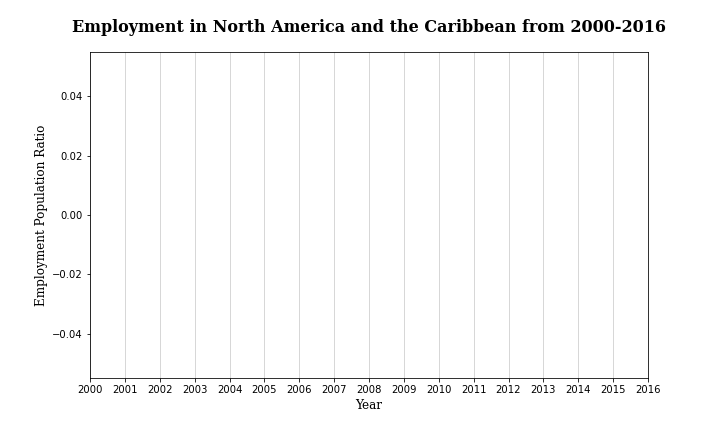 Employment in North America and the Caribbean from 2000-2016
Employment Population Ratio
0.04
0.02
0.00
−0.02
−0.04
2000 2001 2002 2003 2004 2005 2006 2007 2008 2009 2010 2011 2012 2013 2014 2015 2016
Year